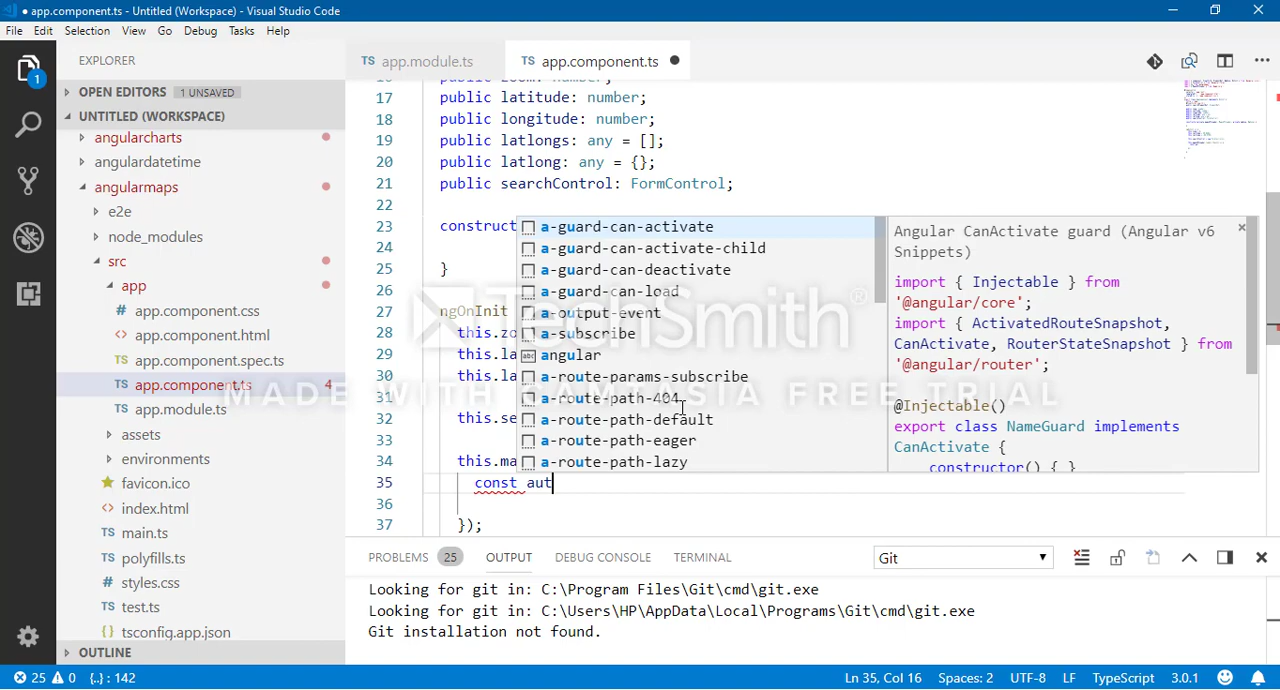 app.component.ts - Untitled (Workspace) - Visual Studio Code
File Edit Selection View Go Debug Tasks Help
EXPLORER
TS app.module.ts
TS app.component.ts
OPEN EDITORS 1 UNSAVED
UNTITLED (WORKSPACE)
angularcharts
angulardatetime
angularmaps
e2e
node_modules
src
app
app.component.css
<> app.component.html
TS app.component.spec.ts
TS app.component.ts 4
TS app.module.ts
assets
environments
favicon.ico
<> index.html
TS main.ts
TS polyfills.ts
styles.css
TS test.ts
{} tsconfig.app.json
OUTLINE
1
17 public latitude: number;
18 public longitude: number;
19 public latlongs: any = [];
20 public latlong: any = {};
21 public searchControl: FormControl;
22
23 construct
24
25 }
26
27 ngOnInit
28 this.zo
29 this.la
30 this.la
31
32 this.se
33
34 this.ma
35 const aut
36
37 });
a-guard-can-activate
a-guard-can-activate-child
a-guard-can-deactivate
a-guard-can-load
a-output-event
a-subscribe
abc angular
a-route-params-subscribe
a-route-path-404
a-route-path-default
a-route-path-eager
a-route-path-lazy
Angular CanActivate guard (Angular v6
Snippets)
import { Injectable } from
'@angular/core';
import { ActivatedRouteSnapshot,
CanActivate, RouterStateSnapshot } from
'@angular/router';
@Injectable()
export class NameGuard implements
CanActivate {
constructor() { }
TechSmith®
MADE WITH CAMTASIA FREE TRIAL
PROBLEMS 25 OUTPUT DEBUG CONSOLE TERMINAL
Git
Looking for git in: C:\Program Files\Git\cmd\git.exe
Looking for git in: C:\Users\HP\AppData\Local\Programs\Git\cmd\git.exe
Git installation not found.
25 0 {..} : 142
Ln 35, Col 16 Spaces: 2 UTF-8 LF TypeScript 3.0.1